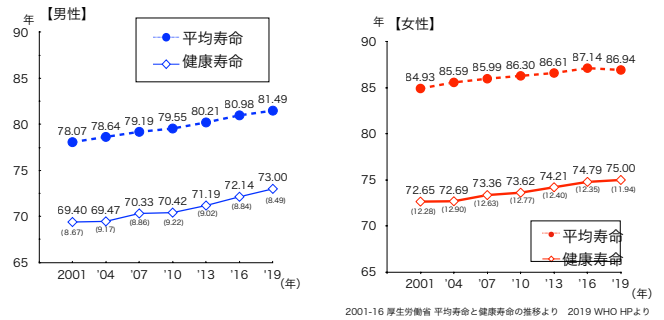 年 【男性】
90
85
80
75
70
65
平均寿命
健康寿命
78.07 78.64 79.19 79.55 80.21 80.98 81.49
69.40 69.47 70.33 70.42 71.19 72.14 73.00
(8.67) (9.17) (8.86) (9.22) (9.02) (8.84) (8.49)
2001 '04 '07 '10 '13 '16 '19
(年)
年 【女性】
90
85
80
75
70
65
84.93 85.59 85.99 86.30 86.61 87.14 86.94
72.65 72.69 73.36 73.62 74.21 74.79 75.00
(12.28) (12.90) (12.63) (12.77) (12.40) (12.35) (11.94)
平均寿命
健康寿命
2001 '04 '07 '10 '13 '16 '19
(年)
2001-16 厚生労働省 平均寿命と健康寿命の推移より 2019 WHO HPより